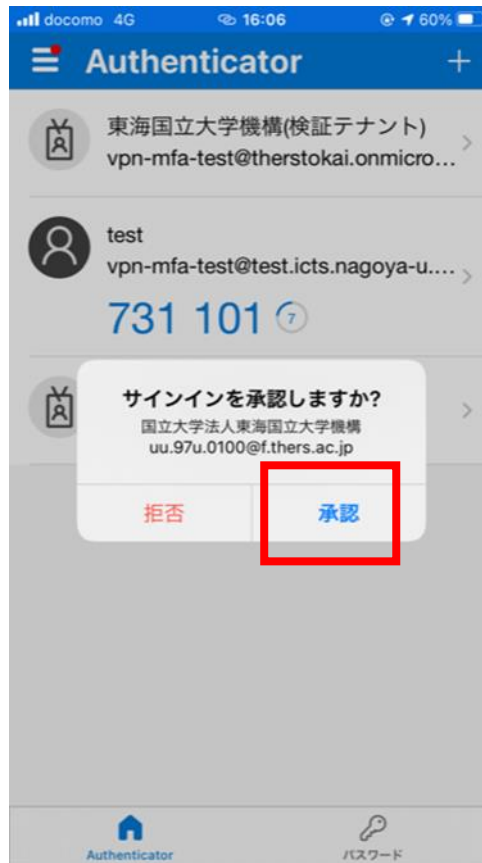 docomo 4G 16:06 60%
Authenticator
東海国立大学機構(検証テナント)
vpn-mfa-test@therstokai.onmicro...
test
vpn-mfa-test@test.icts.nagoya-u....
731 101 7
サインインを承認しますか?
国立大学法人東海国立大学機構
uu.97u.0100@f.thers.ac.jp
拒否 承認
Authenticator パスワード